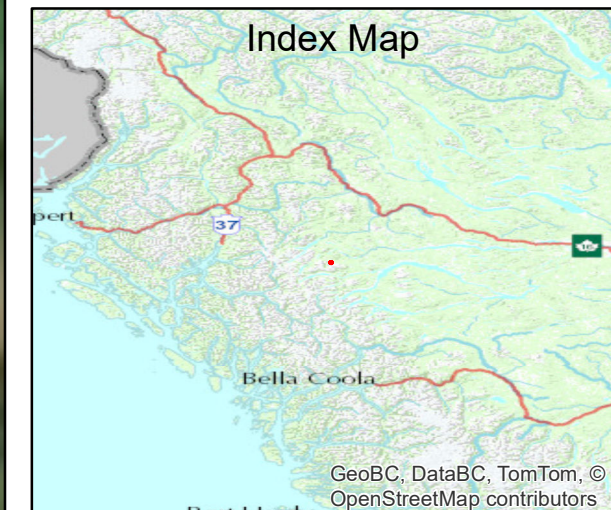 Index Map
pert
37
16
Bella Coola
GeoBC, DataBC, TomTom, ©
OpenStreetMap contributors